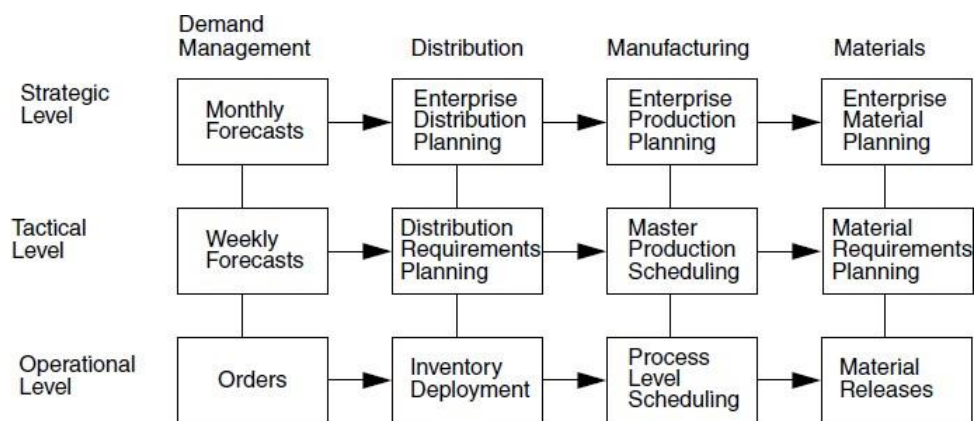 Demand
Management
Distribution
Manufacturing
Materials
Strategic
Level
Monthly
Forecasts
Enterprise
Distribution
Planning
Enterprise
Production
Planning
Enterprise
Material
Planning
Tactical
Level
Weekly
Forecasts
Distribution
Requirements
Planning
Master
Production
Scheduling
Material
Requirements
Planning
Operational
Level
Orders
Inventory
Deployment
Process
Level
Scheduling
Material
Releases